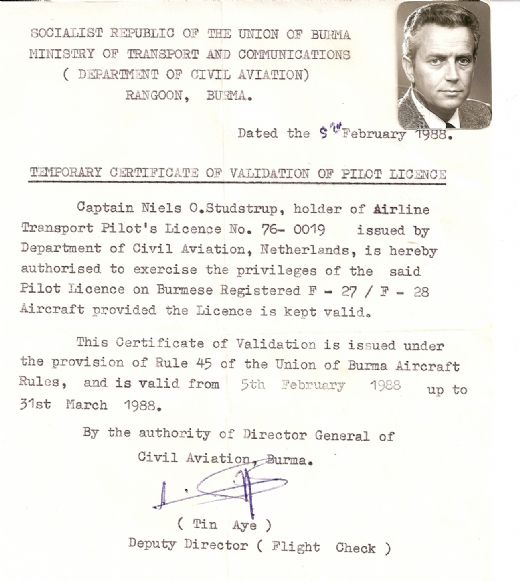 SOCIALIST REPUBLIC OF THE UNION OF BURMA
MINISTRY OF TRANSPORT AND COMMUNICATIONS
( DEPARTMENT OF CIVIL AVIATION)
RANGOON, BURMA.
Dated the 5th February 1988.
TEMPORARY CERTIFICATE OF VALIDATION OF PILOT LICENCE
Captain Niels O.Studstrup, holder of Airline
Transport Pilot's Licence No. 76- 0019 issued by
Department of Civil Aviation, Netherlands, is hereby
authorised to exercise the privileges of the said
Pilot Licence on Burmese Registered F - 27 / F - 28
Aircraft provided the Licence is kept valid.
This Certificate of Validation is issued under
the provision of Rule 45 of the Union of Burma Aircraft
Rules, and is valid from 5th February 1988 up to
31st March 1988.
By the authority of Director General of
Civil Aviation, Burma.
( Tin Aye )
Deputy Director ( Flight Check )